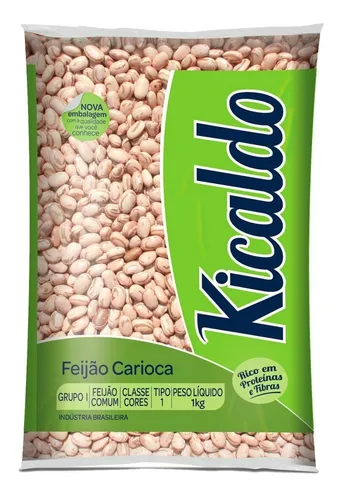 NOVA
embalagem
com a qualidade
que você
conhece
Kicaldo
Feijão Carioca
Rico em
Proteínas
e Fibras
GRUPO I
FEIJÃO
COMUM
CLASSE
CORES
TIPO
1
PESO LÍQUIDO
1kg
INDÚSTRIA BRASILEIRA